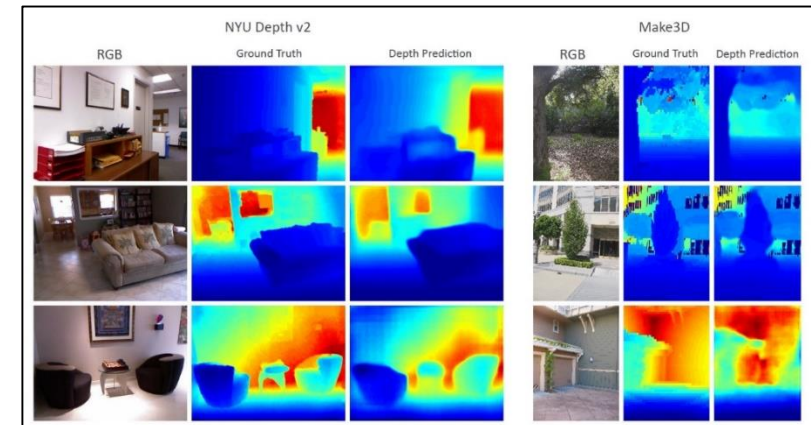 NYU Depth v2
Make3D
RGB
Ground Truth
Depth Prediction
RGB
Ground Truth
Depth Prediction